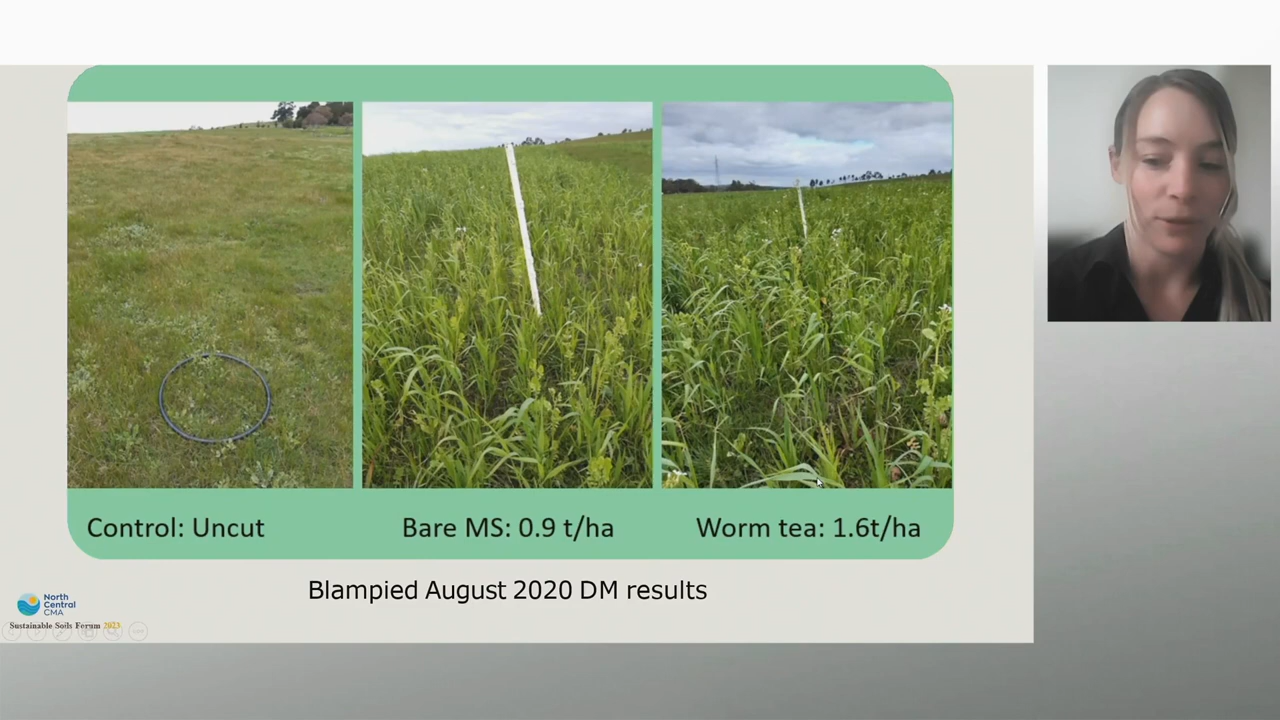 Control: Uncut
Bare MS: 0.9 t/ha
Worm tea: 1.6t/ha
Blampied August 2020 DM results
North
Central
CMA
Sustainable Soils Forum 2023